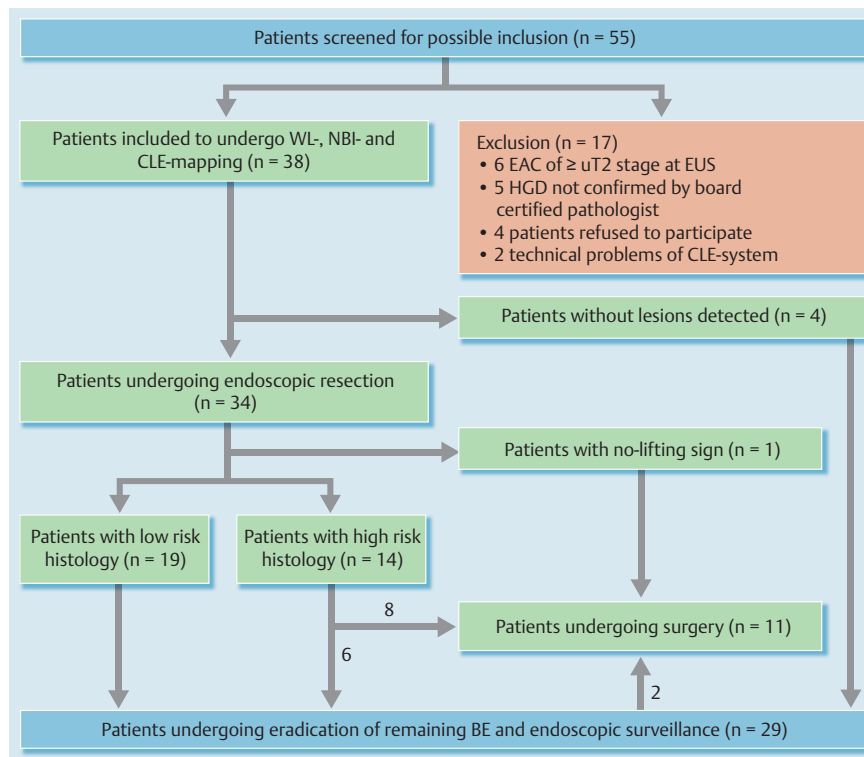 Patients screened for possible inclusion (n = 55)
Patients included to undergo WL-, NBI- and
CLE-mapping (n = 38)
Exclusion (n = 17)
• 6 EAC of ≥ uT2 stage at EUS
• 5 HGD not confirmed by board
certified pathologist
• 4 patients refused to participate
• 2 technical problems of CLE-system
Patients without lesions detected (n = 4)
Patients undergoing endoscopic resection
(n = 34)
Patients with no-lifting sign (n = 1)
Patients with low risk
histology (n = 19)
Patients with high risk
histology (n = 14)
8
Patients undergoing surgery (n = 11)
6
2
Patients undergoing eradication of remaining BE and endoscopic surveillance (n = 29)